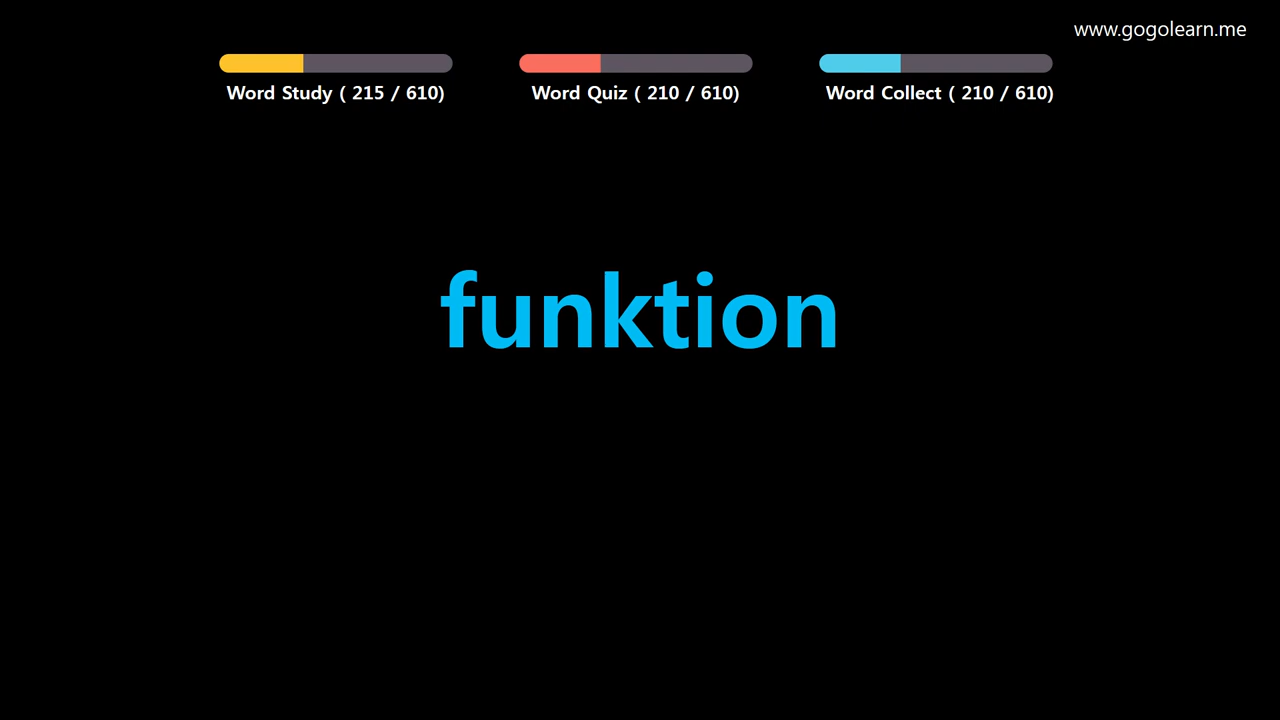 www.gogolearn.me
Word Study ( 215 / 610)
Word Quiz ( 210 / 610)
Word Collect ( 210 / 610)
funktion